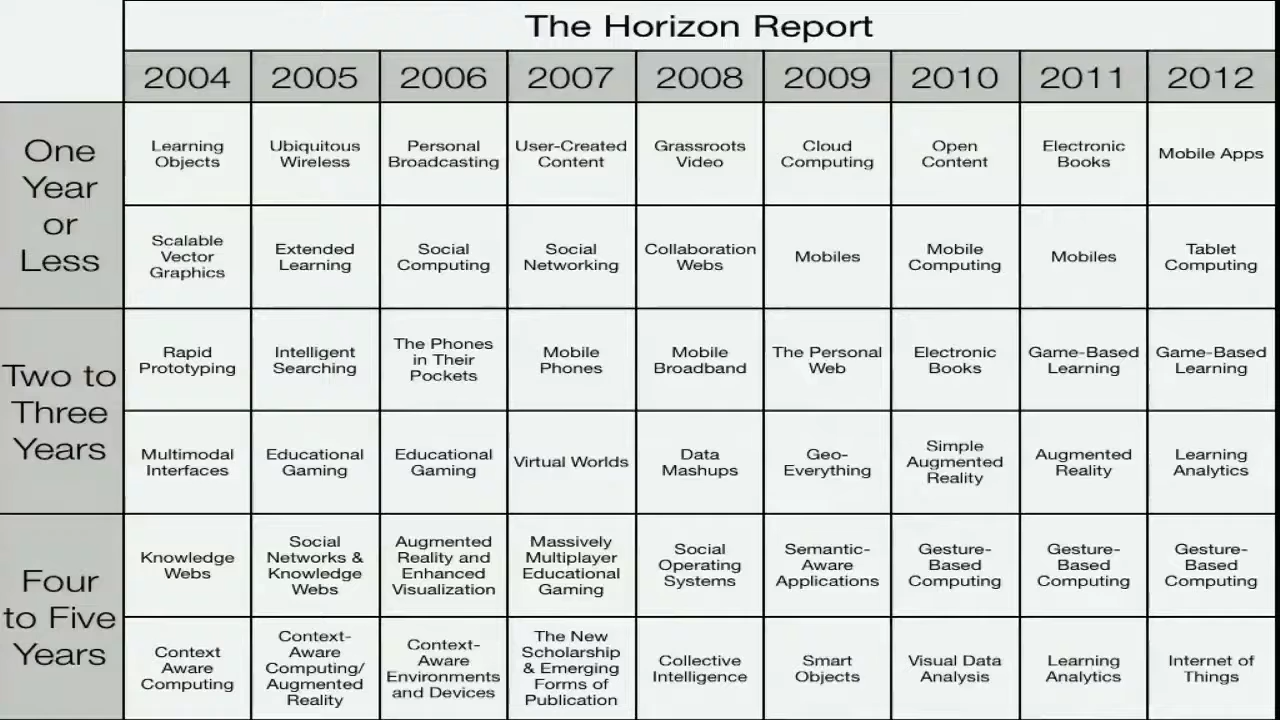 The Horizon Report
2004 2005 2006 2007 2008 2009 2010 2011 2012
One
Year
or
Less
Learning
Objects
Ubiquitous
Wireless
Personal
Broadcasting
User-Created
Content
Grassroots
Video
Cloud
Computing
Open
Content
Electronic
Books
Mobile Apps
Scalable
Vector
Graphics
Extended
Learning
Social
Computing
Social
Networking
Collaboration
Webs
Mobiles
Mobile
Computing
Mobiles
Tablet
Computing
Two to
Three
Years
Rapid
Prototyping
Intelligent
Searching
The Phones
in Their
Pockets
Mobile
Phones
Mobile
Broadband
The Personal
Web
Electronic
Books
Game-Based
Learning
Game-Based
Learning
Multimodal
Interfaces
Educational
Gaming
Educational
Gaming
Virtual Worlds
Data
Mashups
Geo-
Everything
Simple
Augmented
Reality
Augmented
Reality
Learning
Analytics
Four
to Five
Years
Knowledge
Webs
Social
Networks &
Knowledge
Webs
Augmented
Reality and
Enhanced
Visualization
Massively
Multiplayer
Educational
Gaming
Social
Operating
Systems
Semantic-
Aware
Applications
Gesture-
Based
Computing
Gesture-
Based
Computing
Gesture-
Based
Computing
Context
Aware
Computing
Context-
Aware
Computing/
Augmented
Reality
Context-
Aware
Environments
and Devices
The New
Scholarship
& Emerging
Forms of
Publication
Collective
Intelligence
Smart
Objects
Visual Data
Analysis
Learning
Analytics
Internet of
Things